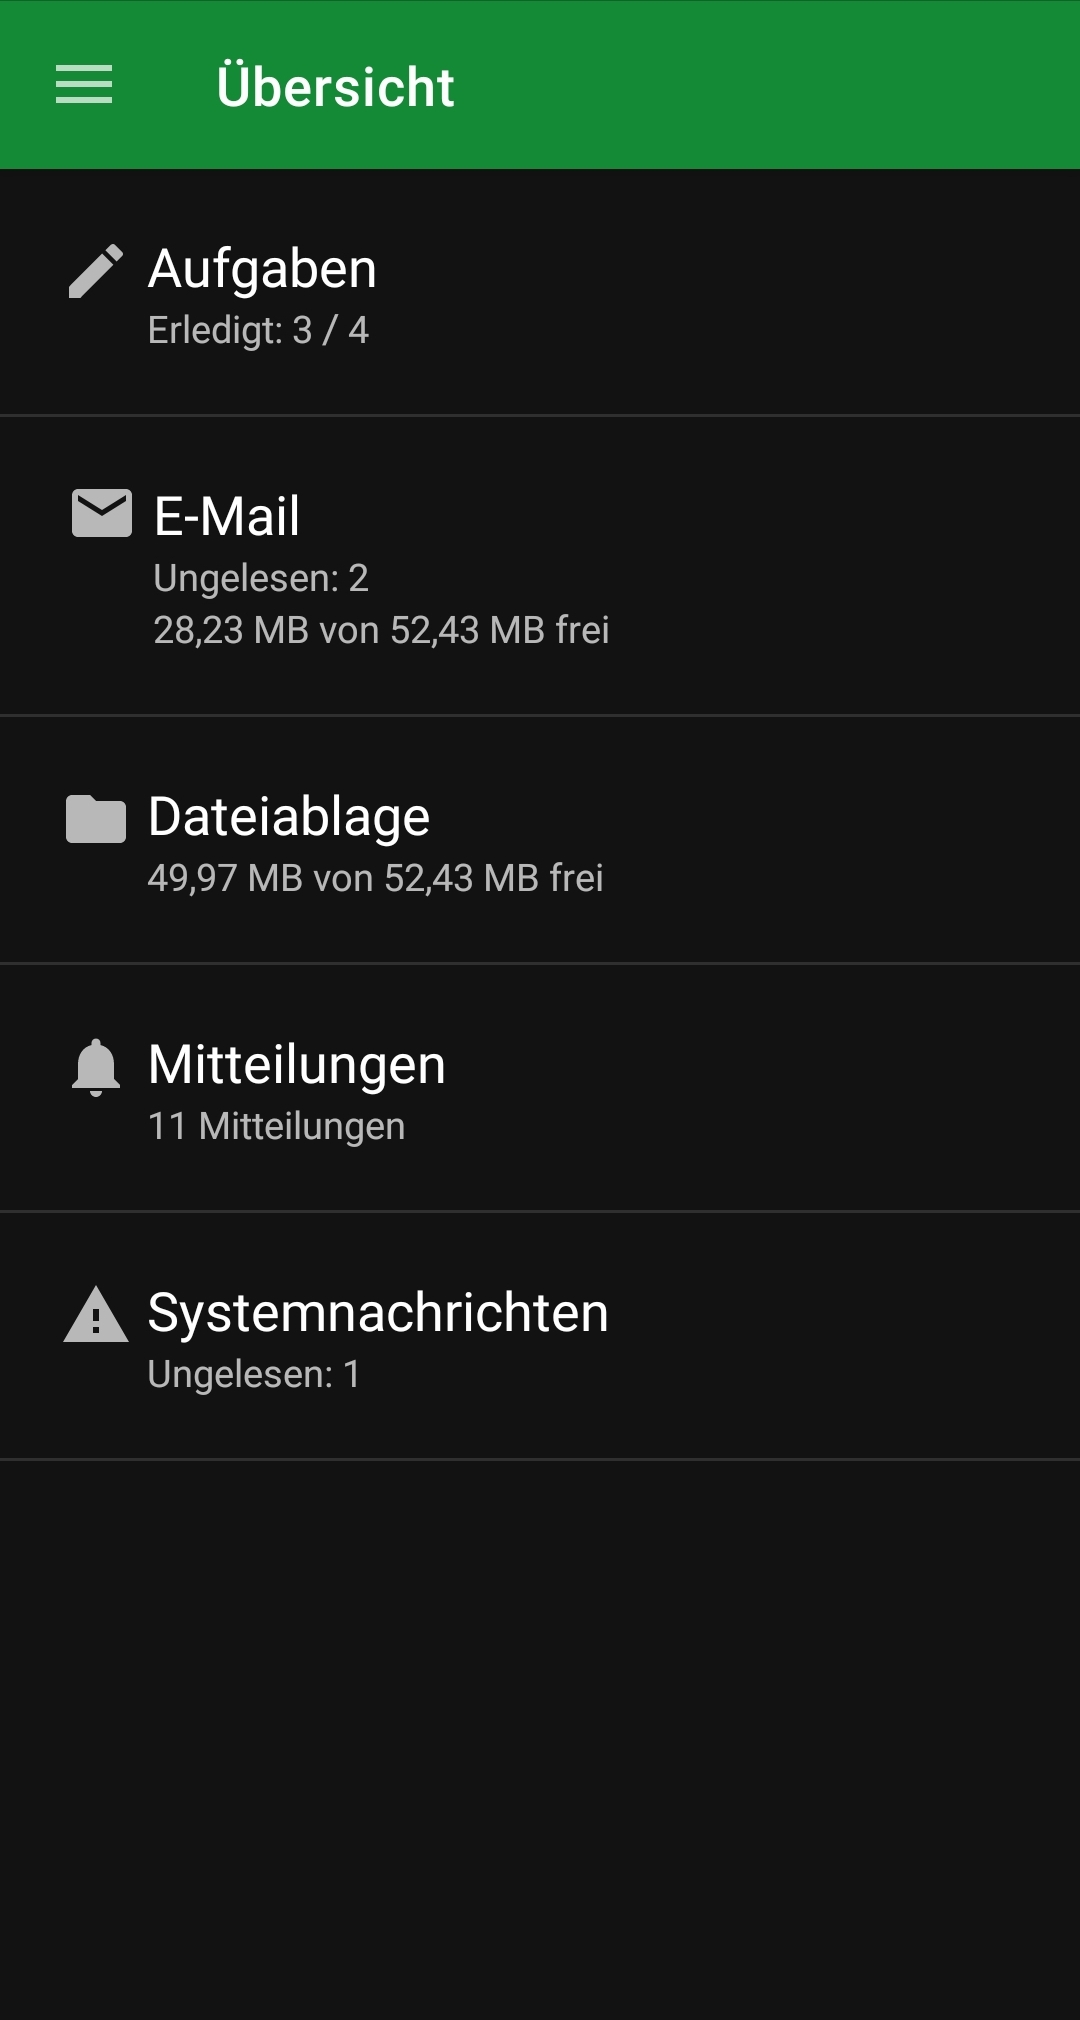 Übersicht
Aufgaben
Erledigt: 3 / 4
E-Mail
Ungelesen: 2
28,23 MB von 52,43 MB frei
Dateiablage
49,97 MB von 52,43 MB frei
Mitteilungen
11 Mitteilungen
Systemnachrichten
Ungelesen: 1